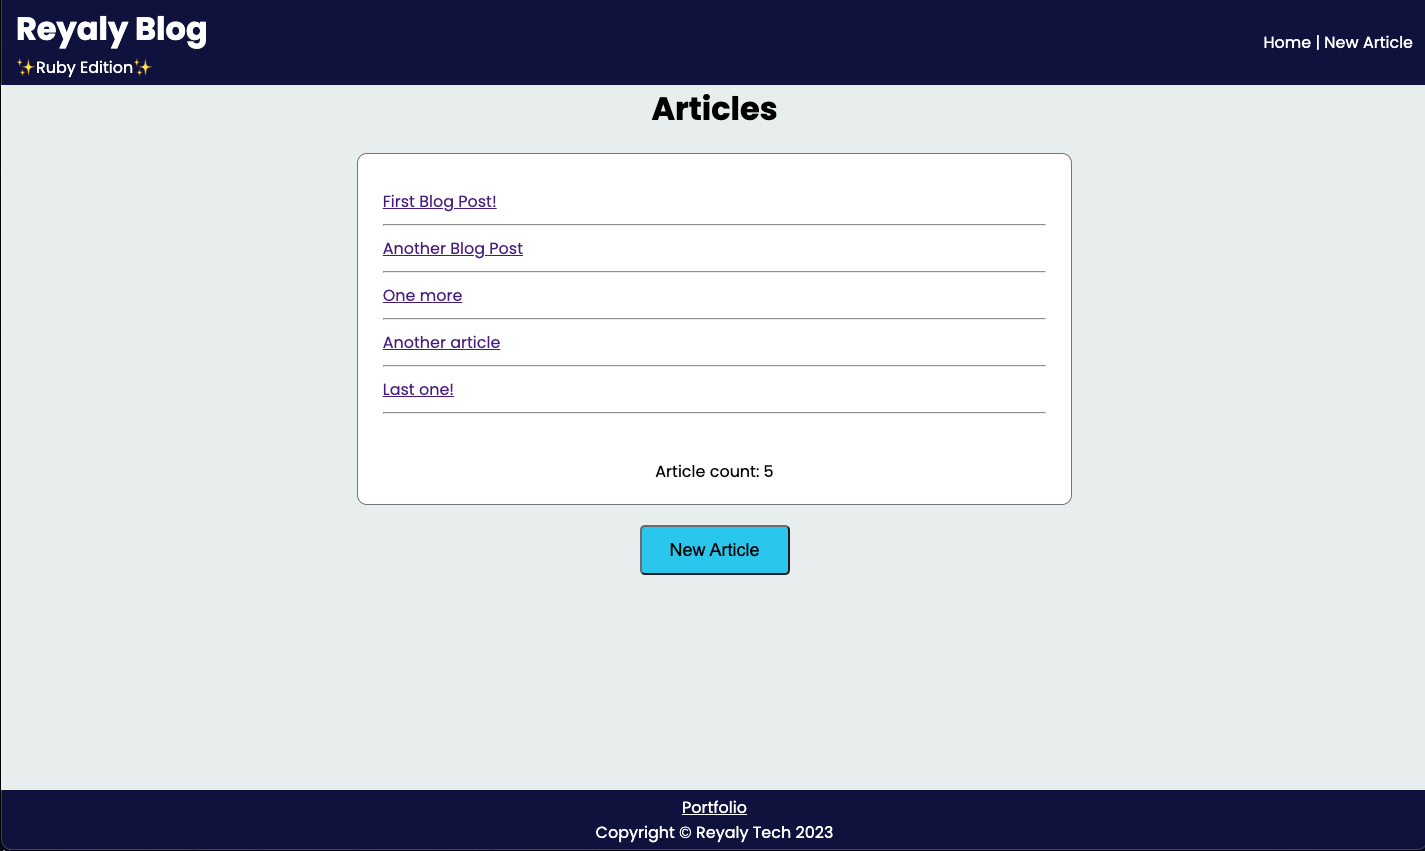 Reyaly Blog
✨Ruby Edition✨
Home | New Article
Articles
First Blog Post!
Another Blog Post
One more
Another article
Last one!
Article count: 5
New Article
Portfolio
Copyright © Reyaly Tech 2023